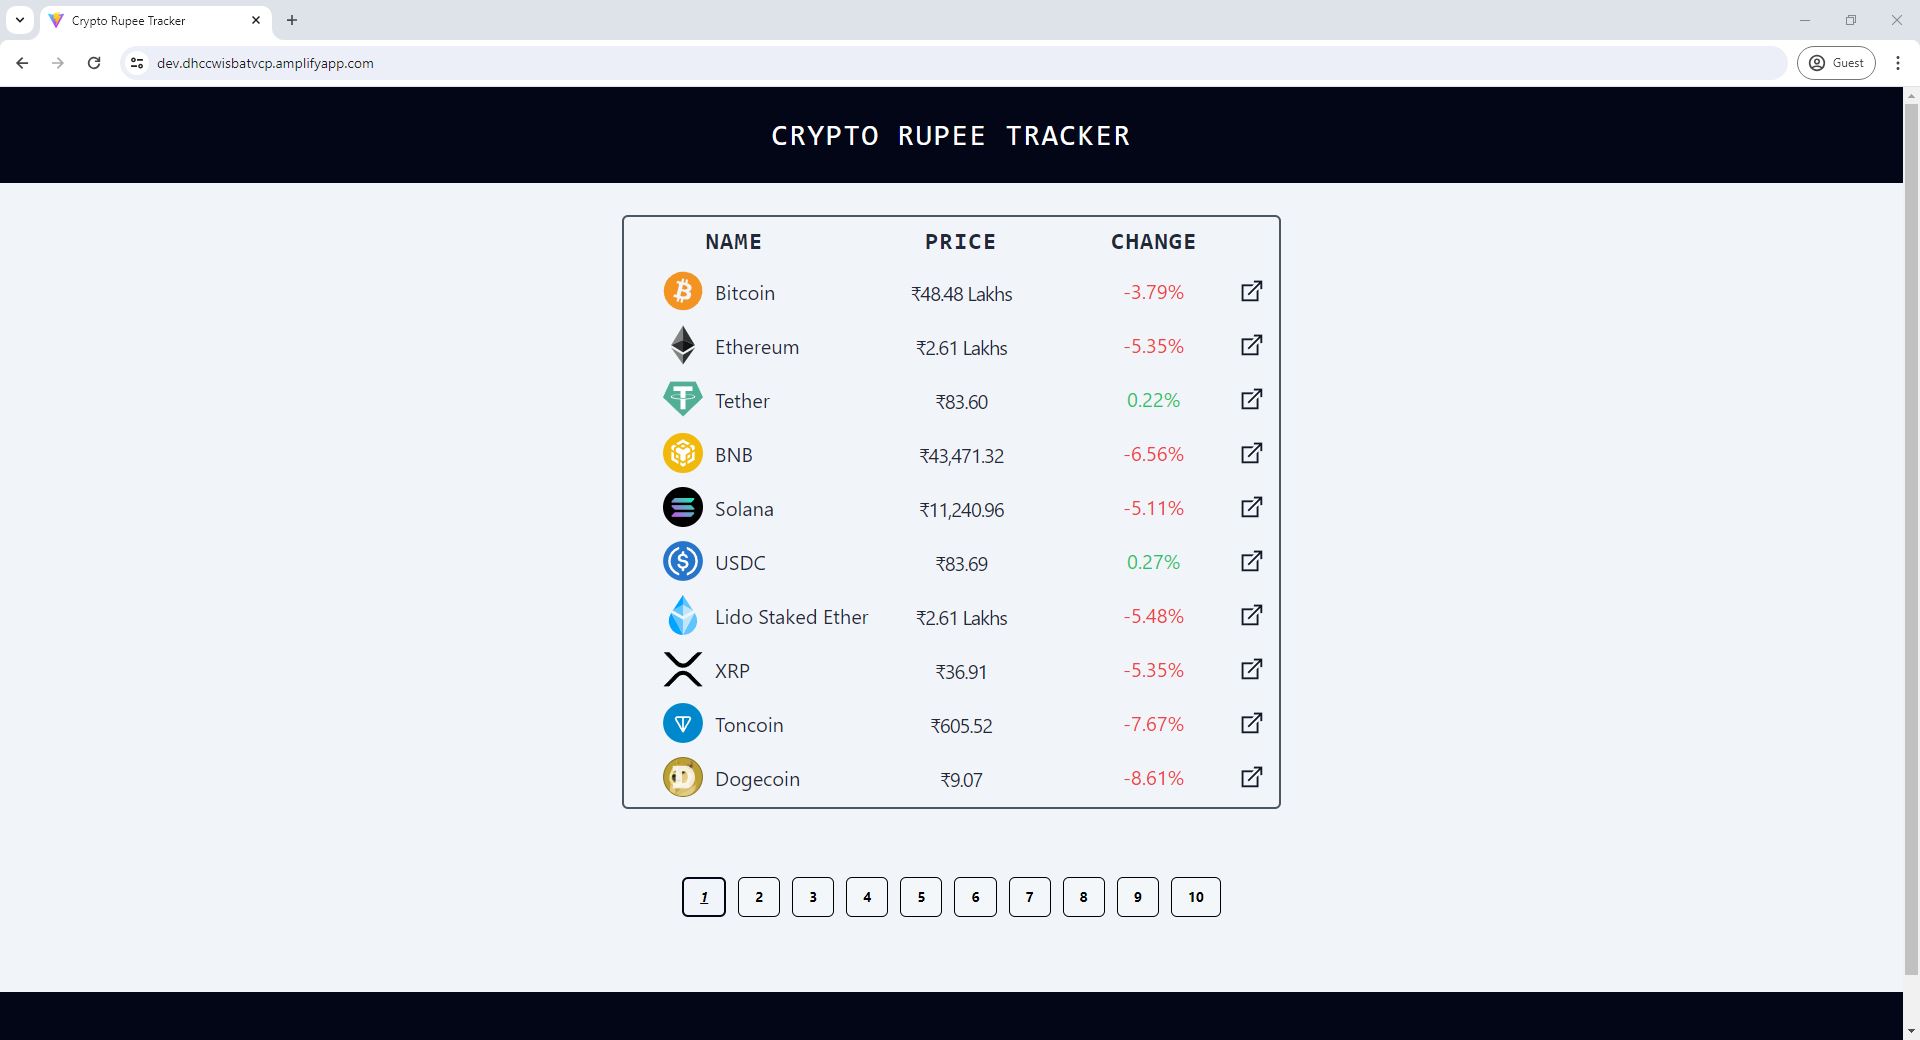 Crypto Rupee Tracker
dev.dhccwisbatvcp.amplifyapp.com
Guest
CRYPTO RUPEE TRACKER
NAME PRICE CHANGE
Bitcoin ₹48.48 Lakhs -3.79%
Ethereum ₹2.61 Lakhs -5.35%
Tether ₹83.60 0.22%
BNB ₹43,471.32 -6.56%
Solana ₹11,240.96 -5.11%
USDC ₹83.69 0.27%
Lido Staked Ether ₹2.61 Lakhs -5.48%
XRP ₹36.91 -5.35%
Toncoin ₹605.52 -7.67%
Dogecoin ₹9.07 -8.61%
1 2 3 4 5 6 7 8 9 10